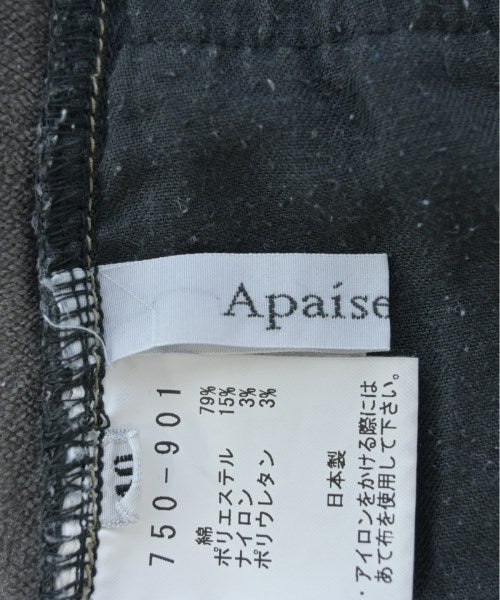 Apaise
750-901
綿 79%
ポリエステル 15%
ナイロン 3%
ポリウレタン 3%
日本製
・アイロンをかける際には
あて布を使用して下さい。